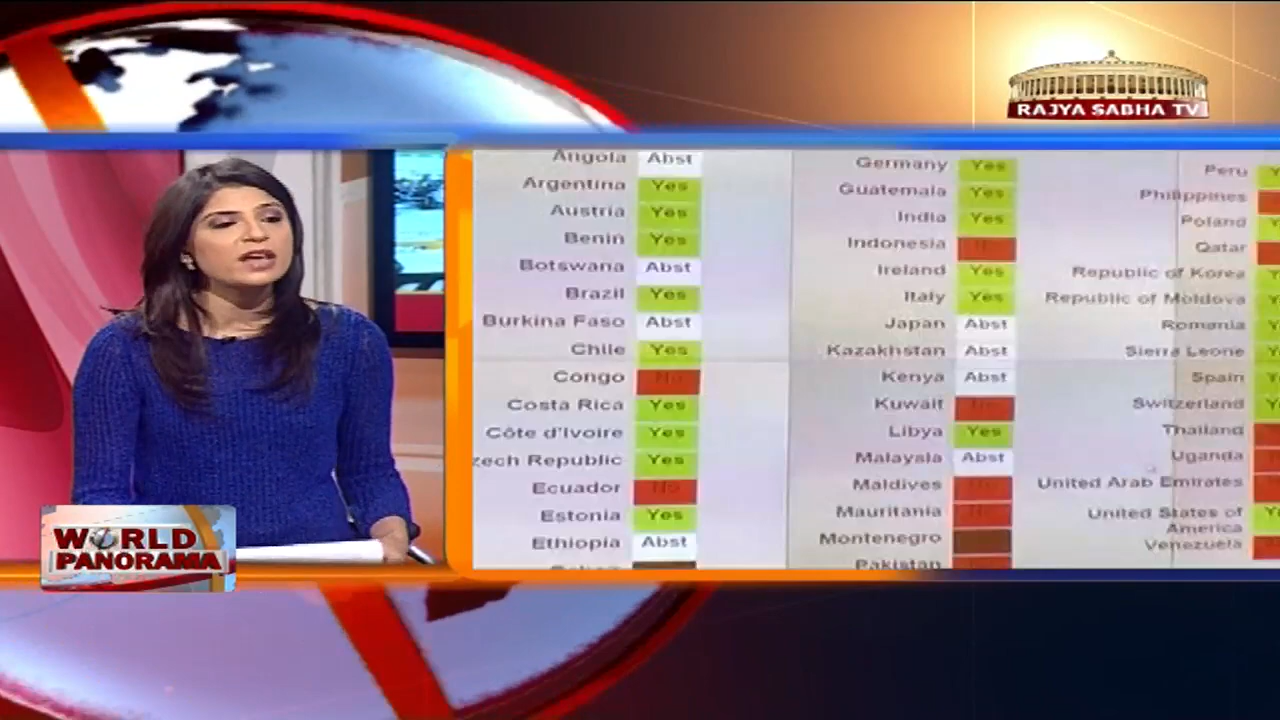 RAJYA SABHA TV
Angola Abst
Argentina Yes
Austria Yes
Benin Yes
Botswana Abst
Brazil Yes
Burkina Faso Abst
Chile Yes
Congo No
Costa Rica Yes
Côte d'Ivoire Yes
zech Republic Yes
Ecuador No
Estonia Yes
Ethiopia Abst
Germany Yes
Guatemala Yes
India Yes
Indonesia
Ireland Yes
Italy Yes
Japan Abst
Kazakhstan Abst
Kenya Abst
Kuwait
Libya Yes
Malaysia Abst
Maldives
Mauritania
Montenegro
Pakistan
Peru
Philippines
Poland
Qatar
Republic of Korea
Republic of Moldova
Romania
Sierra Leone
Spain
Switzerland
Thailand
Uganda
United Arab Emirates
United States of
America
Venezuela
WORLD
PANORAMA